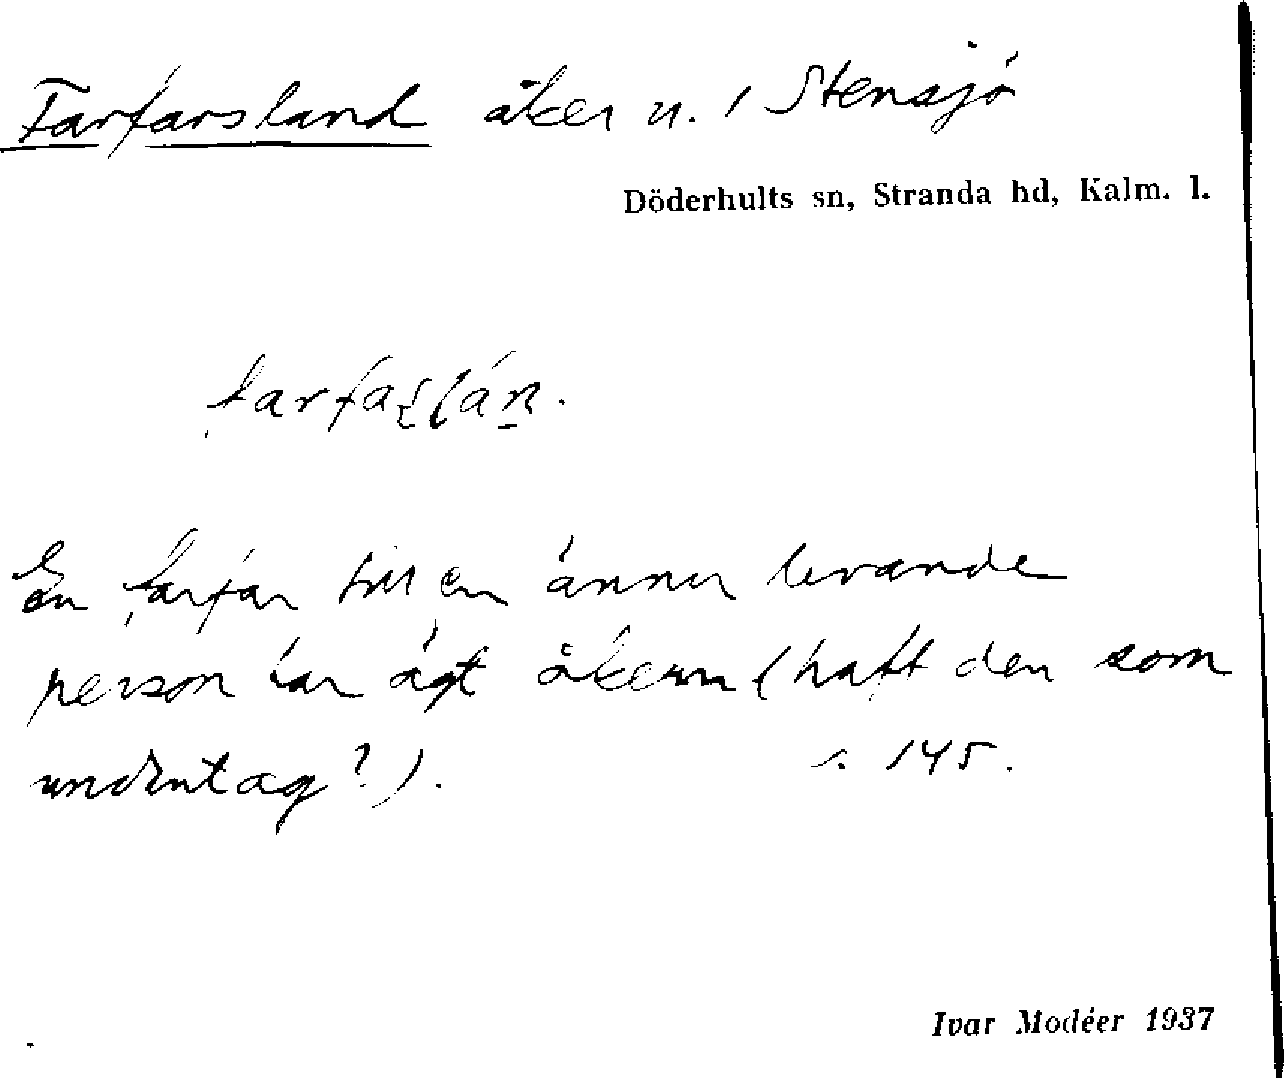 Farfarsland åker u. / Stensjö
Döderhults sn, Stranda hd, Kalm. l.
En farfar till en ännu levande
person har ägt åkern (haft den som
undantag?). s. 145.
Ivar Modéer 1937